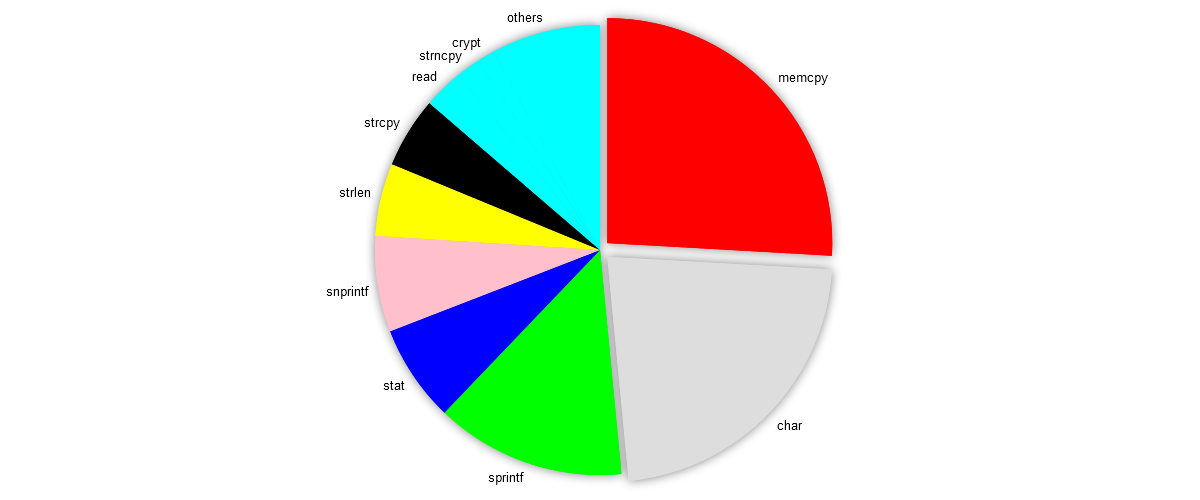 others
crypt
strncpy
read
memcpy
strcpy
strlen
snprintf
stat
char
sprintf